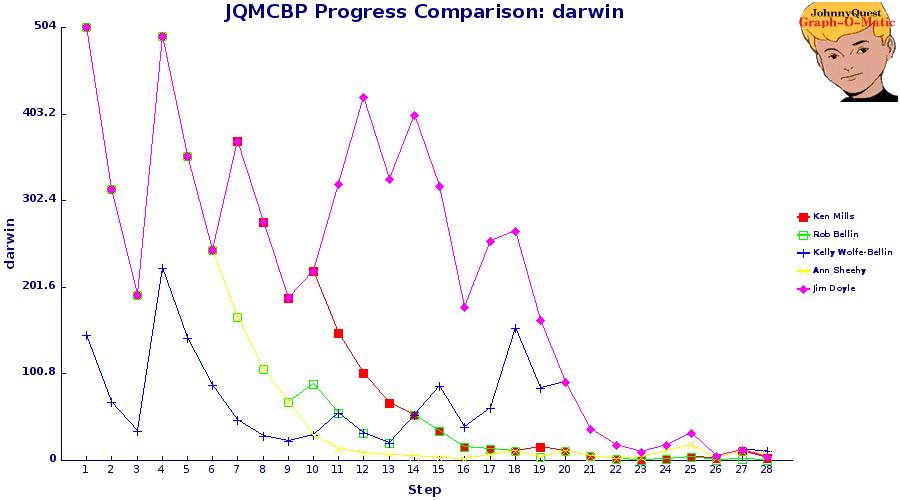 JQMCBP Progress Comparison: darwin
JohnnyQuest
Graph-O-Matic
504
403.2
302.4
201.6
100.8
0
darwin
1 2 3 4 5 6 7 8 9 10 11 12 13 14 15 16 17 18 19 20 21 22 23 24 25 26 27 28
Step
Ken Mills
Rob Bellin
Kelly Wolfe-Bellin
Ann Sheehy
Jim Doyle